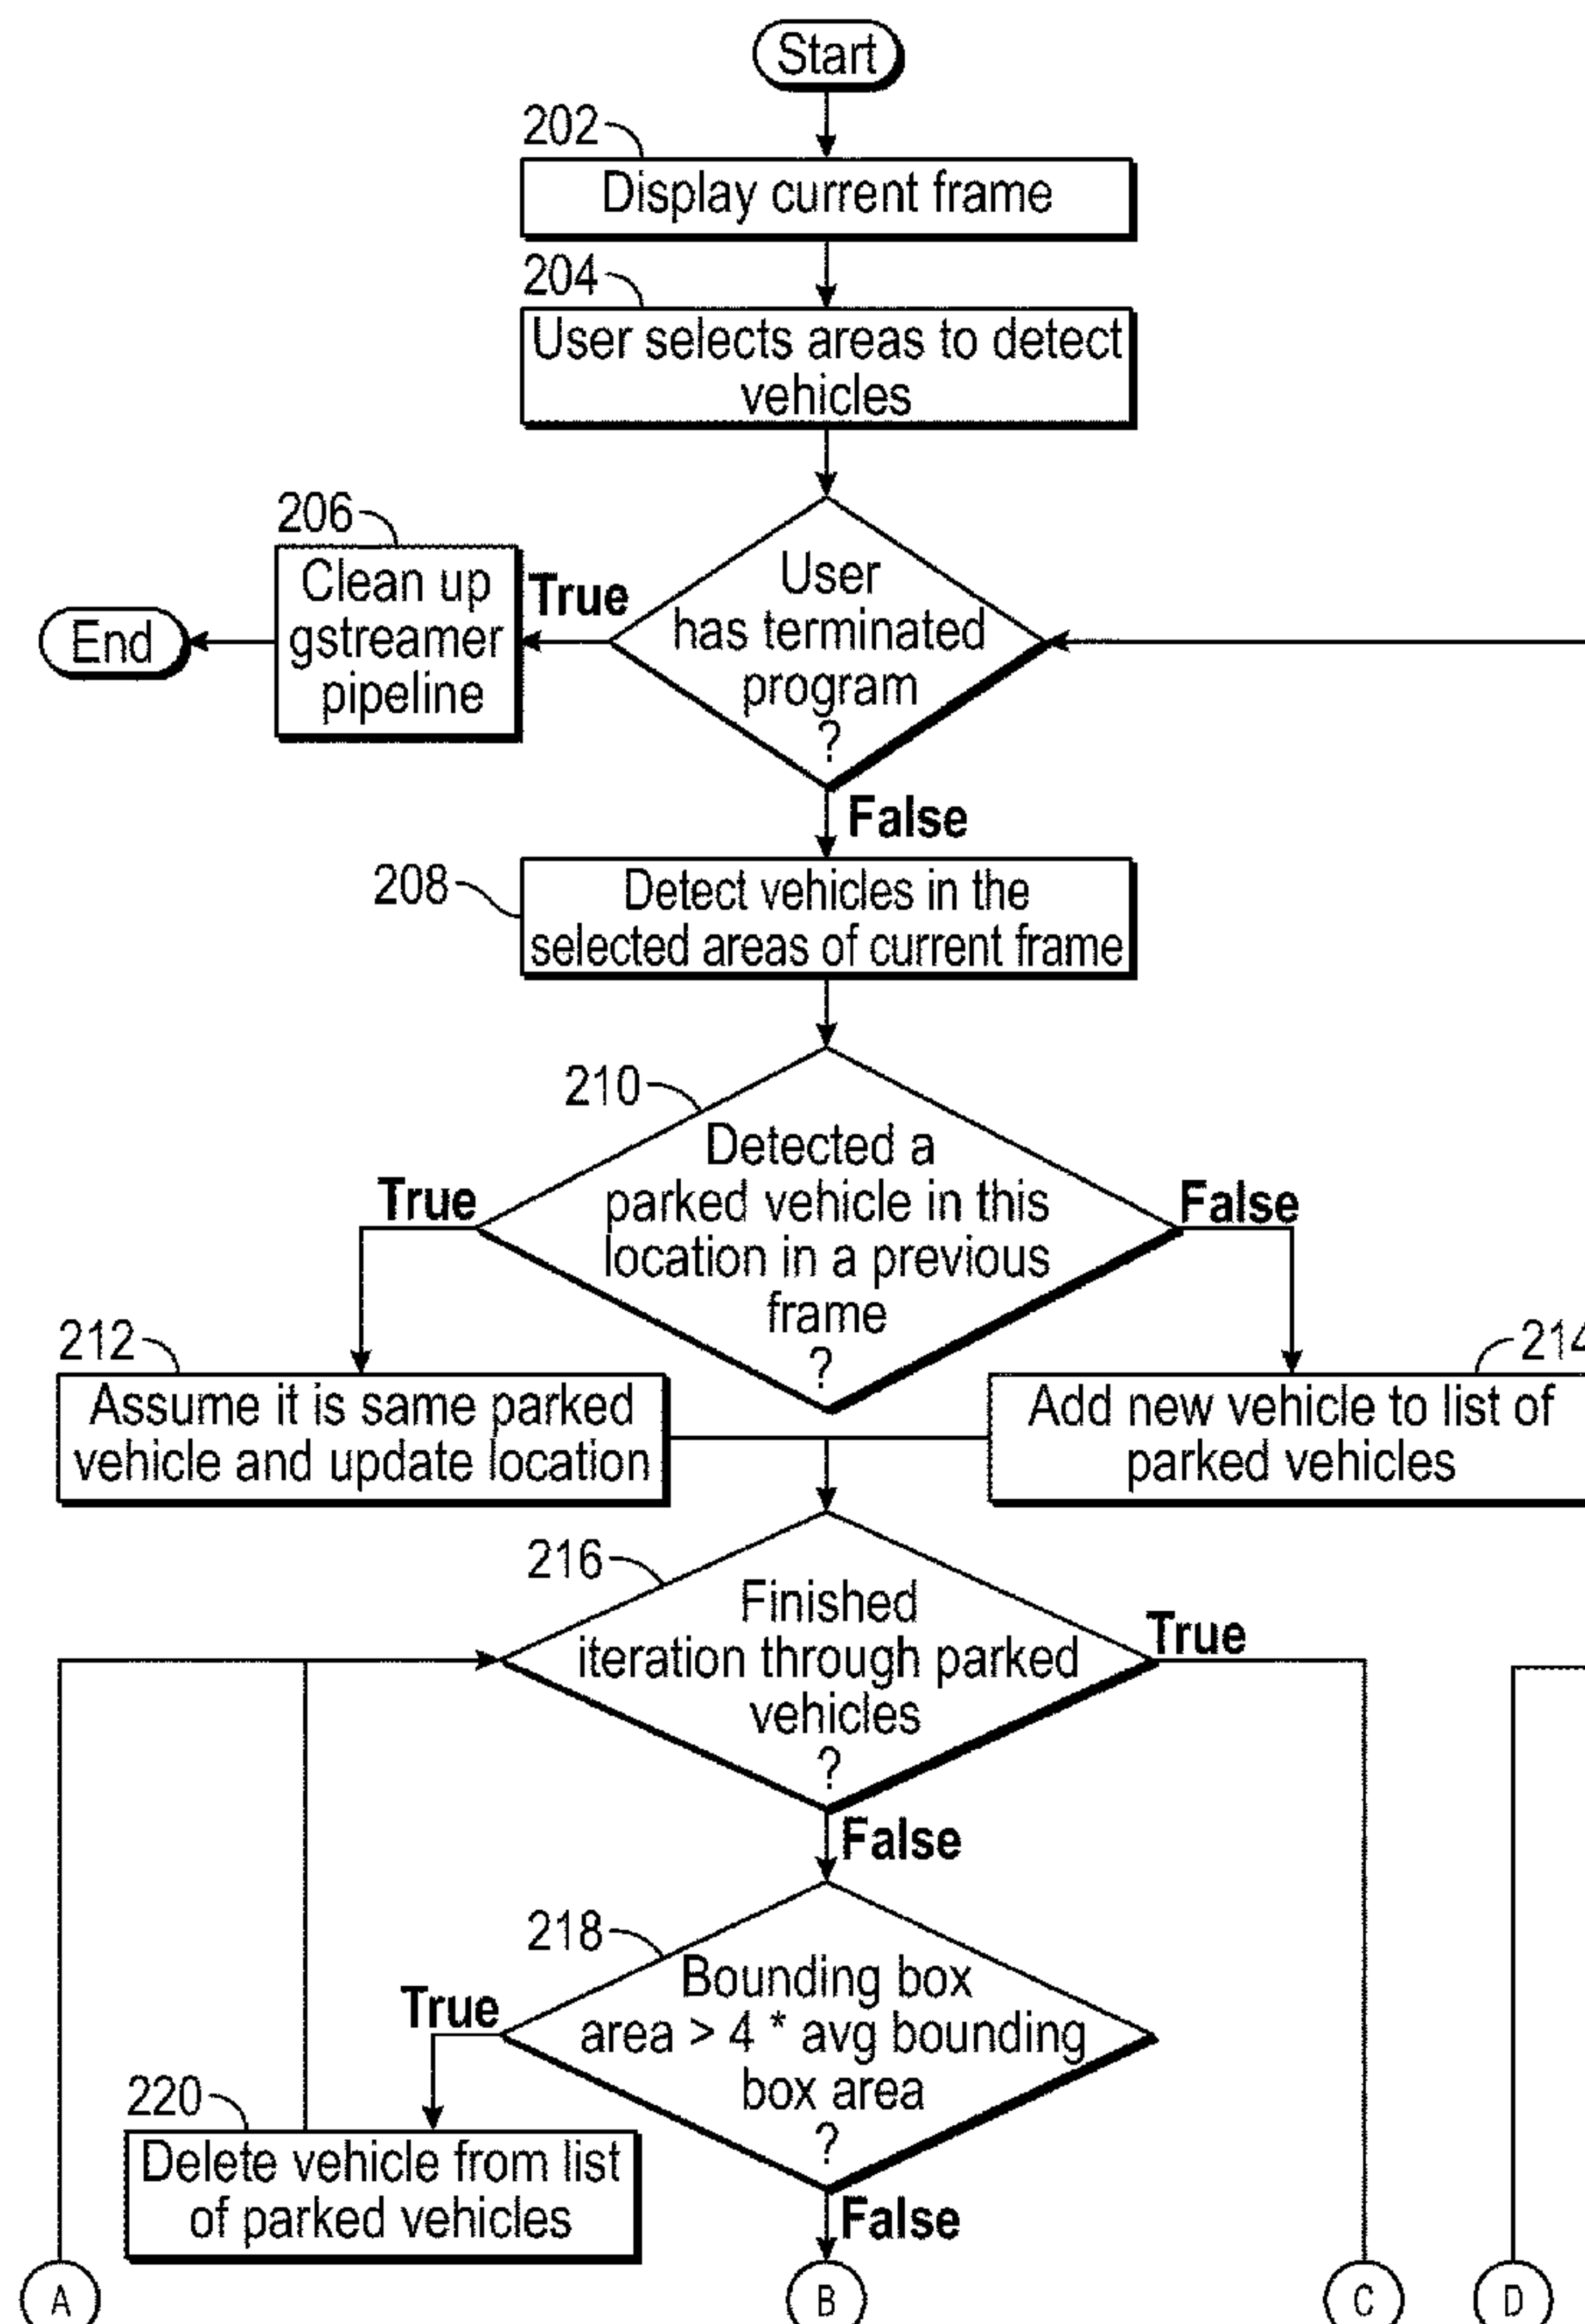 Start
202
Display current frame
204
User selects areas to detect
vehicles
206
Clean up
gstreamer
pipeline
End
True
User
has terminated
program
?
False
208
Detect vehicles in the
selected areas of current frame
210
Detected a
parked vehicle in this
location in a previous
frame
?
True
False
212
Assume it is same parked
vehicle and update location
214
Add new vehicle to list of
parked vehicles
216
Finished
iteration through parked
vehicles
?
True
False
218
Bounding box
area > 4 * avg bounding
box area
?
True
220
Delete vehicle from list
of parked vehicles
False
A
B
C
D